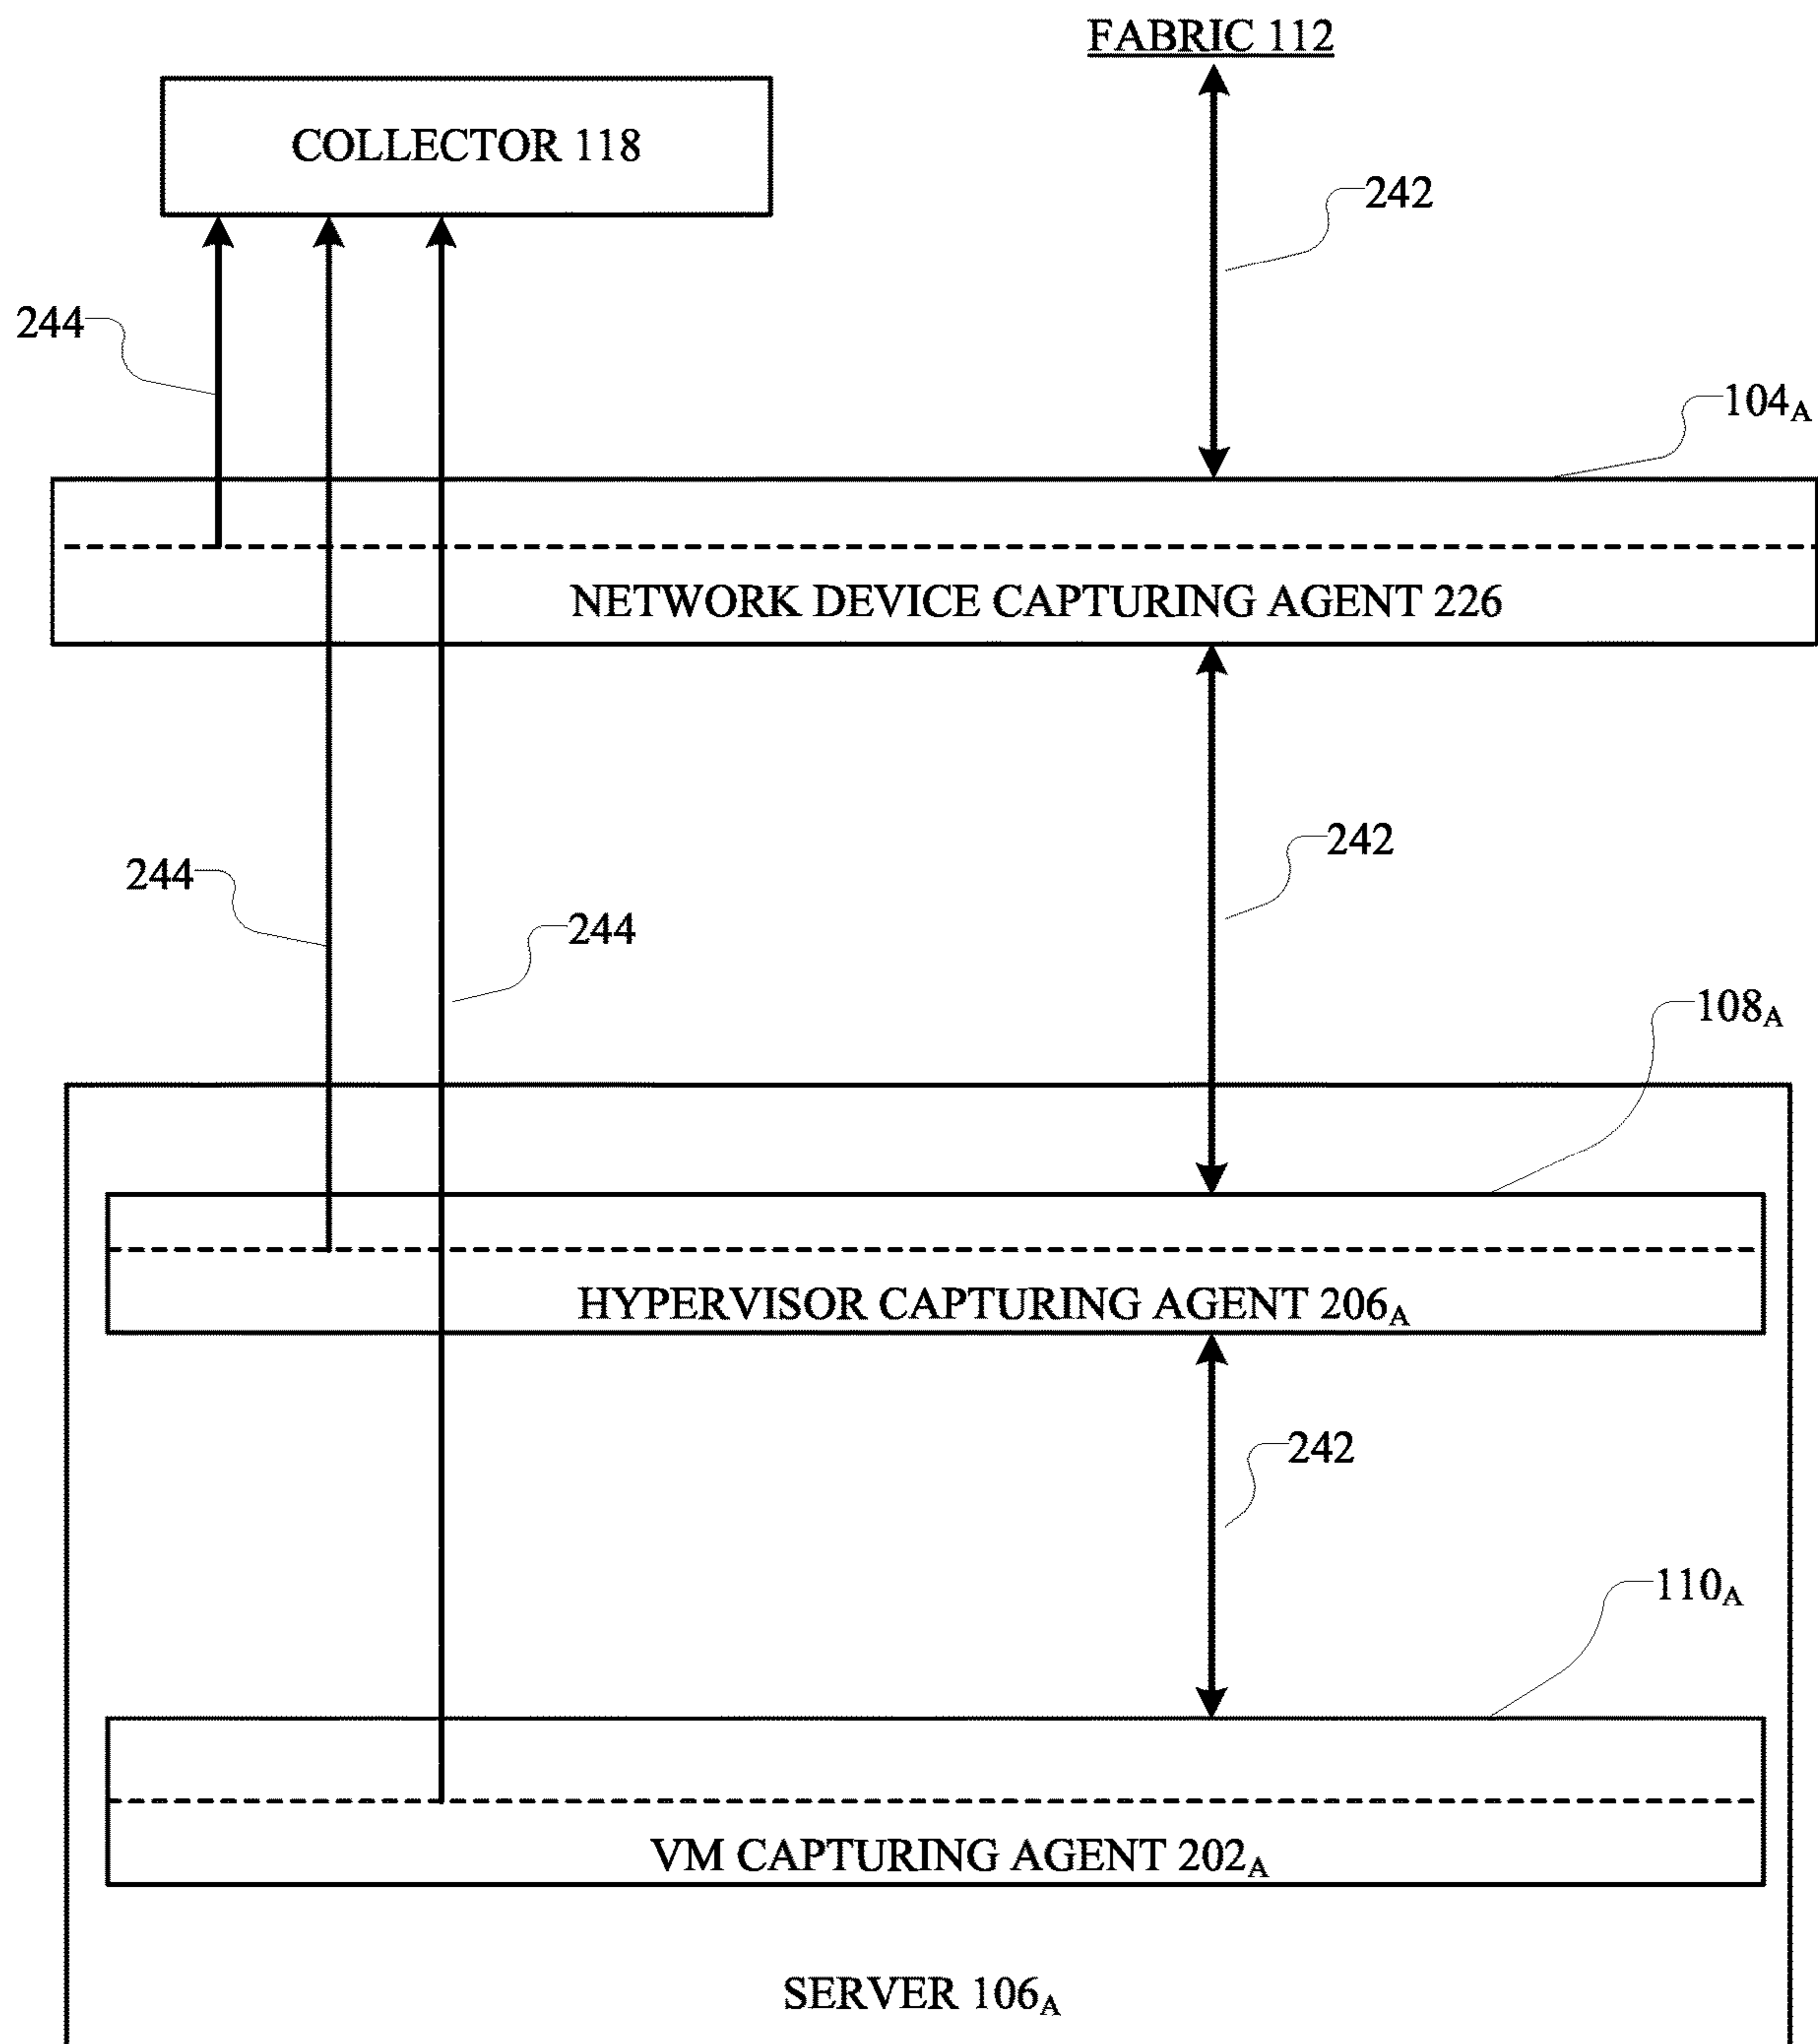 FABRIC 112
COLLECTOR 118
242
244
104A
NETWORK DEVICE CAPTURING AGENT 226
242
244
244
108A
HYPERVISOR CAPTURING AGENT 206A
242
110A
VM CAPTURING AGENT 202A
SERVER 106A